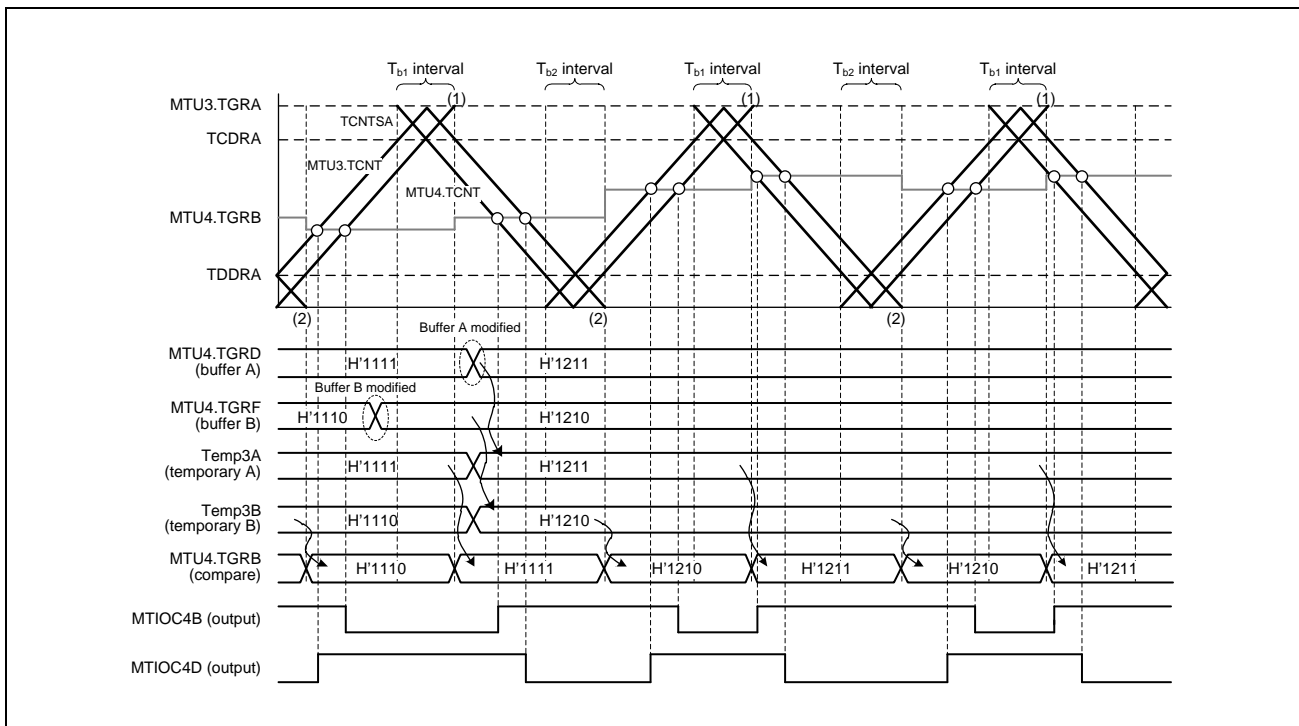 Tb1 interval Tb2 interval Tb1 interval Tb2 interval Tb1 interval
MTU3.TGRA (1) (1) (1)
TCNTSA
TCDRA
MTU3.TCNT
MTU4.TCNT
MTU4.TGRB
TDDRA
(2) (2) (2)
Buffer A modified
MTU4.TGRD
(buffer A)
H'1111 H'1211
Buffer B modified
MTU4.TGRF
(buffer B)
H'1110 H'1210
Temp3A
(temporary A)
H'1111 H'1211
Temp3B
(temporary B)
H'1110 H'1210
MTU4.TGRB
(compare)
H'1110 H'1111 H'1210 H'1211 H'1210 H'1211
MTIOC4B (output)
MTIOC4D (output)